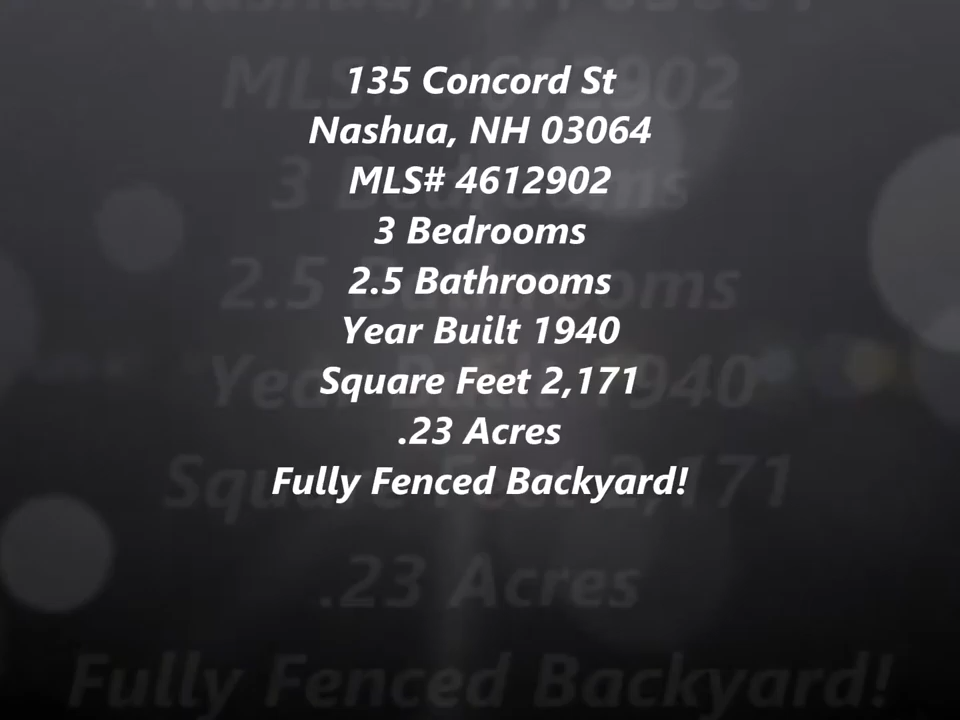 135 Concord St
Nashua, NH 03064
MLS# 4612902
3 Bedrooms
2.5 Bathrooms
Year Built 1940
Square Feet 2,171
.23 Acres
Fully Fenced Backyard!